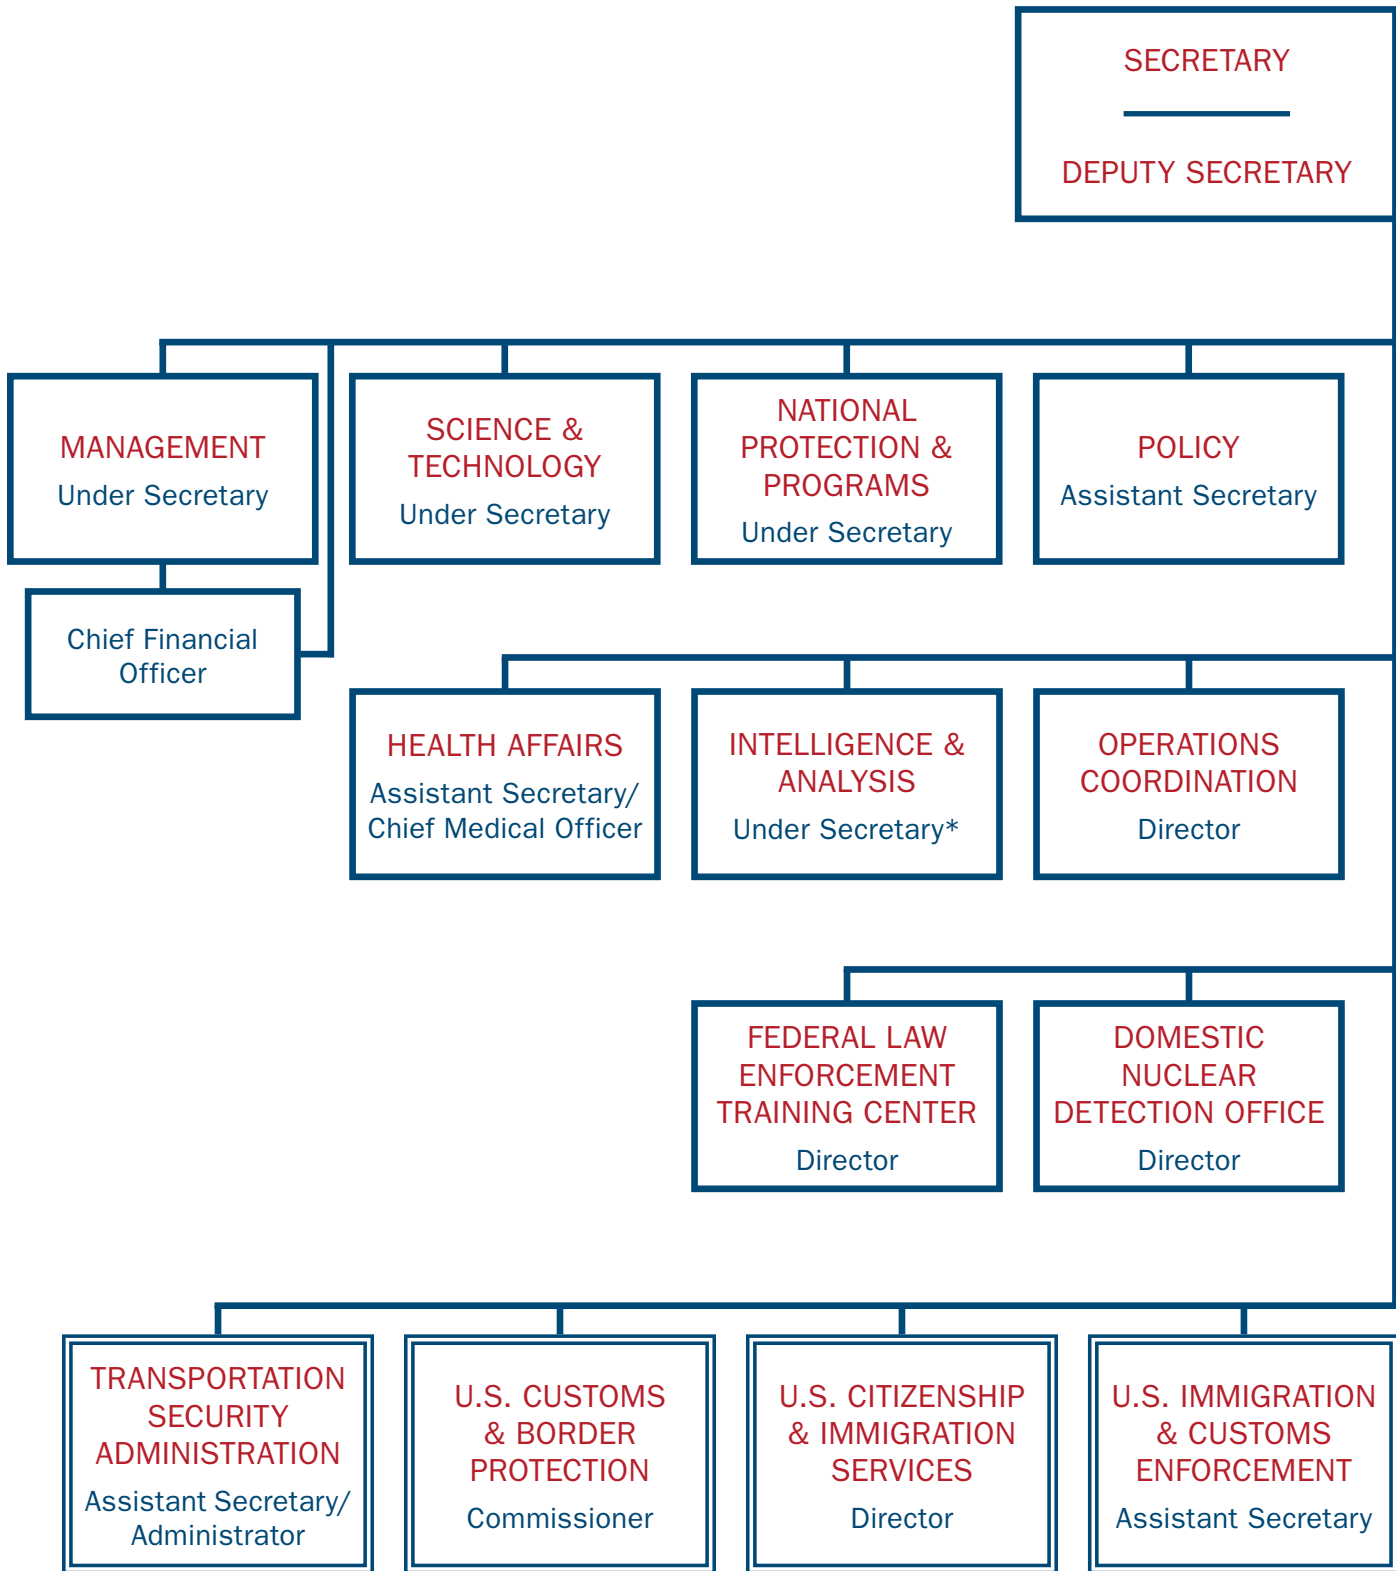 SECRETARY
DEPUTY SECRETARY
MANAGEMENT
Under Secretary
SCIENCE &
TECHNOLOGY
Under Secretary
NATIONAL
PROTECTION &
PROGRAMS
Under Secretary
POLICY
Assistant Secretary
Chief Financial
Officer
HEALTH AFFAIRS
Assistant Secretary/
Chief Medical Officer
INTELLIGENCE &
ANALYSIS
Under Secretary*
OPERATIONS
COORDINATION
Director
FEDERAL LAW
ENFORCEMENT
TRAINING CENTER
Director
DOMESTIC
NUCLEAR
DETECTION OFFICE
Director
TRANSPORTATION
SECURITY
ADMINISTRATION
Assistant Secretary/
Administrator
U.S. CUSTOMS
& BORDER
PROTECTION
Commissioner
U.S. CITIZENSHIP
& IMMIGRATION
SERVICES
Director
U.S. IMMIGRATION
& CUSTOMS
ENFORCEMENT
Assistant Secretary